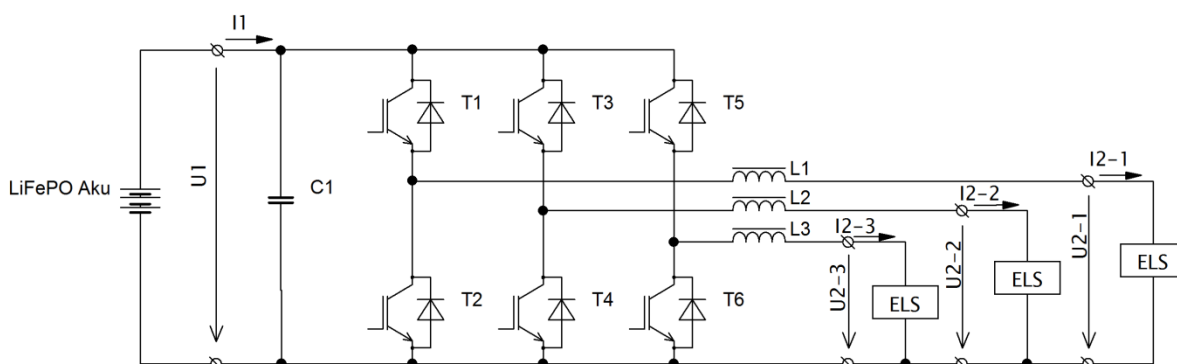 I1
T1
T3
T5
LiFePO Aku
U1
C1
L1
L2
L3
I2-1
I2-2
I2-3
U2-1
U2-2
U2-3
ELS
ELS
ELS
T2
T4
T6